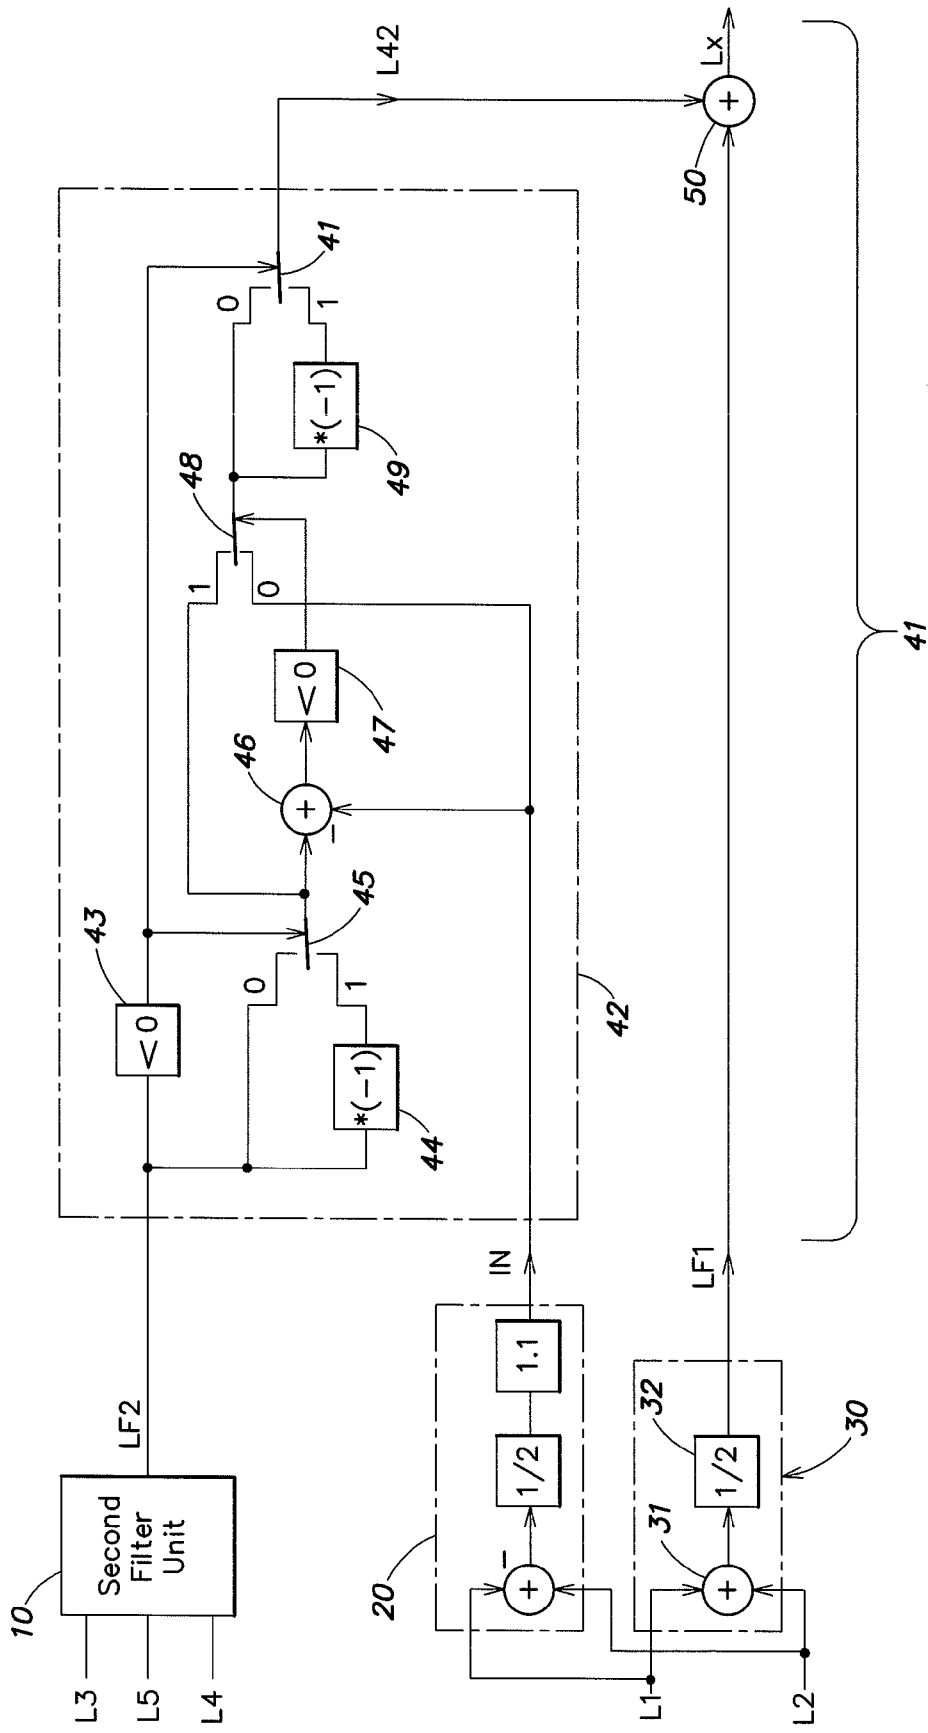 L3
L5
L4
10
Second
Filter
Unit
LF2
<0
43
*(-1)
44
0
1
45
+
-
46
<0
47
1
0
48
*(-1)
49
0
1
41
L42
42
L1
L2
20
+
-
1/2
1.1
IN
31
+
1/2
32
30
LF1
50
+
Lx
41